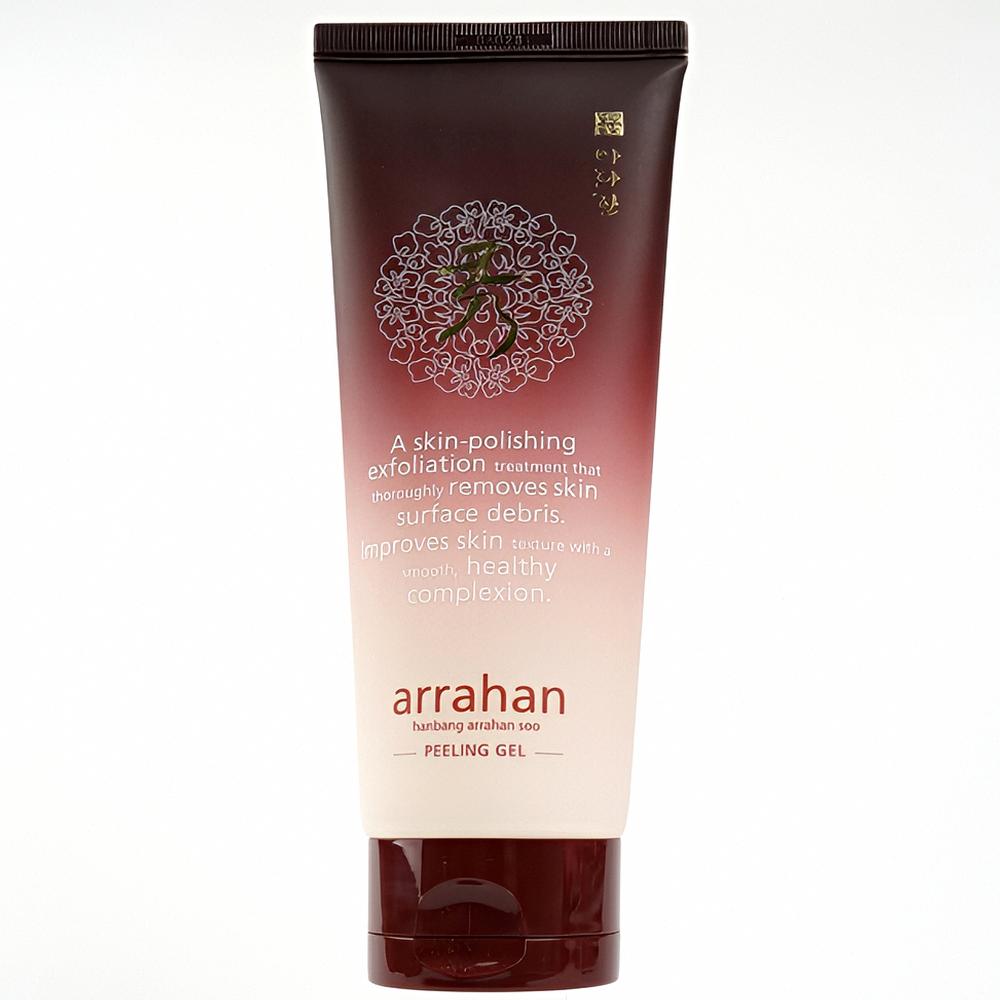 秀
A skin-polishing
exfoliation treatment that
thoroughly removes skin
surface debris.
Improves skin texture with a
smooth, healthy
complexion.
arrahan
hanbang arrahan soo
PEELING GEL